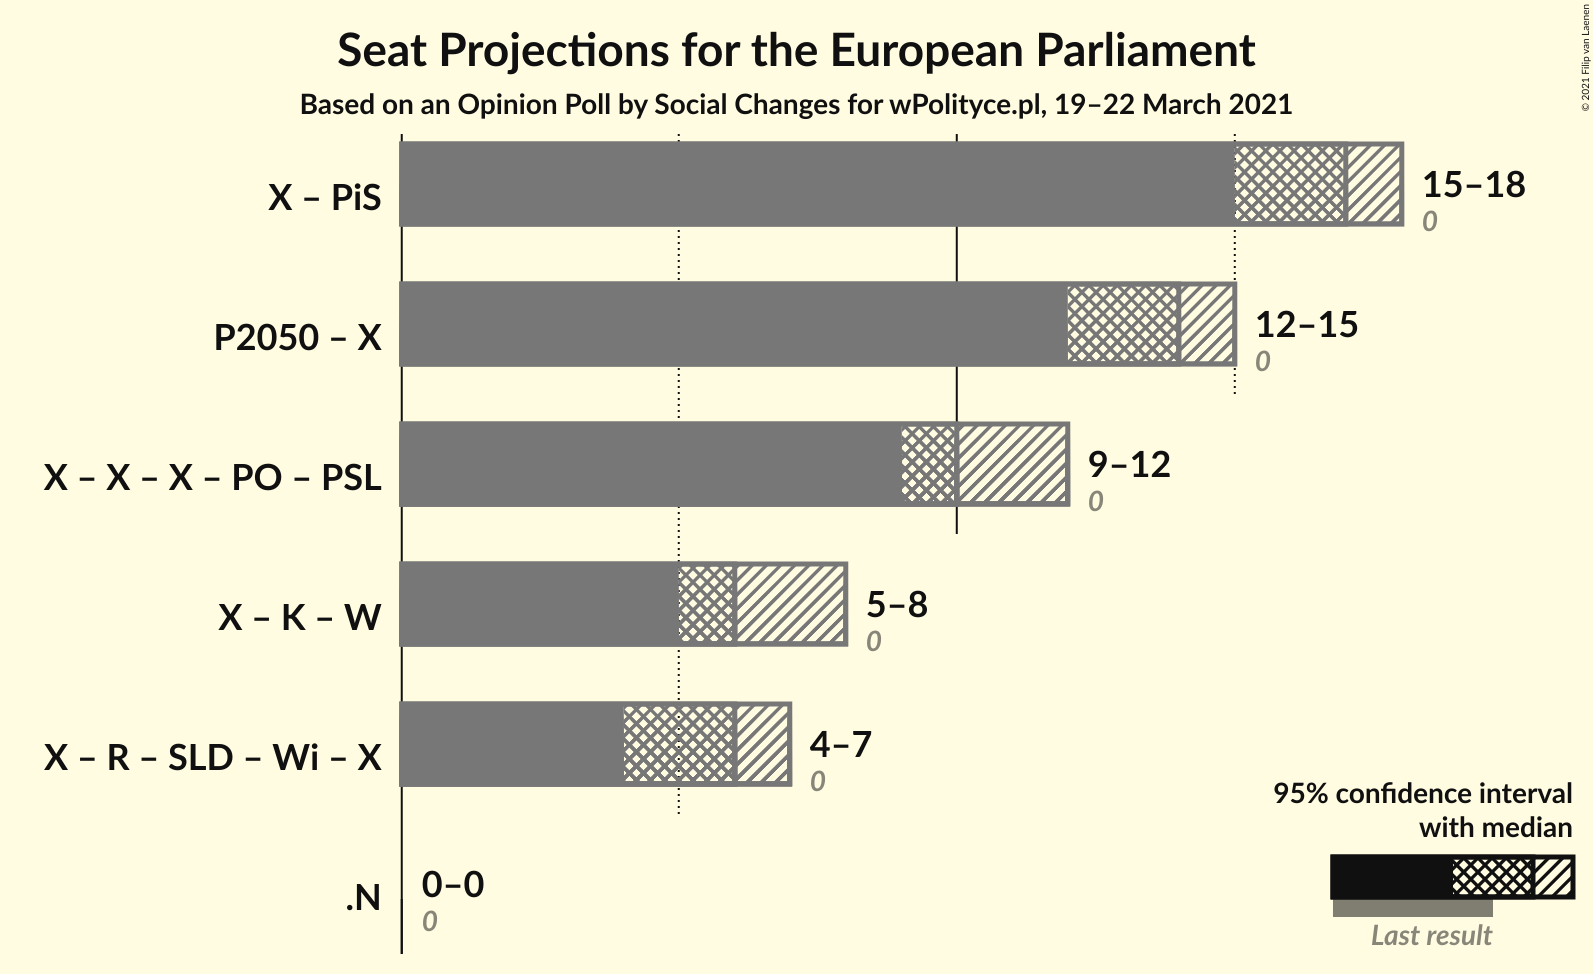 Seat Projections for the European Parliament
Based on an Opinion Poll by Social Changes for wPolityce.pl, 19–22 March 2021
© 2021 Filip van Laenen
X – PiS
15–18
0
P2050 – X
12–15
0
X – X – X – PO – PSL
9–12
0
X – K – W
5–8
0
X – R – SLD – Wi – X
4–7
0
.N
0–0
0
95% confidence interval
with median
Last result